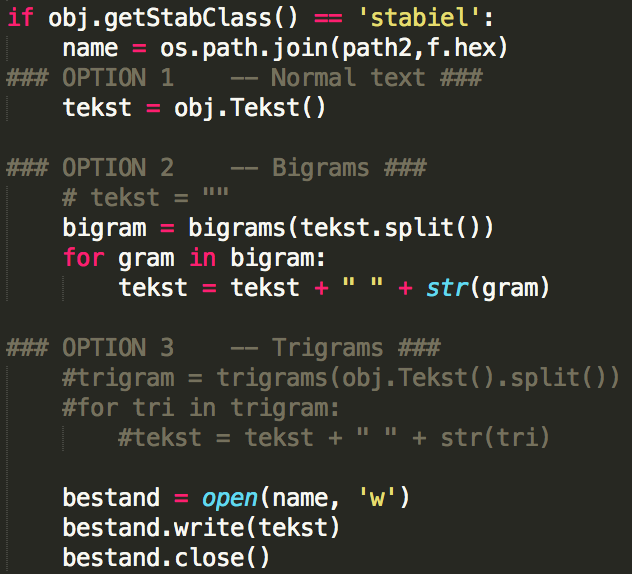 if obj.getStabClass() == 'stabiel':
    name = os.path.join(path2,f.hex)
### OPTION 1    -- Normal text ###
    tekst = obj.Tekst()

### OPTION 2    -- Bigrams ###
    # tekst = ""
    bigram = bigrams(tekst.split())
    for gram in bigram:
        tekst = tekst + " " + str(gram)

### OPTION 3    -- Trigrams ###
    #trigram = trigrams(obj.Tekst().split())
    #for tri in trigram:
        #tekst = tekst + " " + str(tri)

    bestand = open(name, 'w')
    bestand.write(tekst)
    bestand.close()